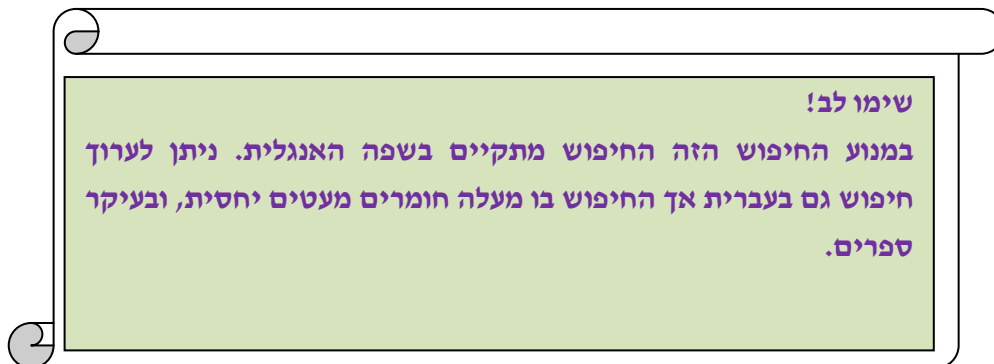 שימו לב!
במנוע החיפוש הזה החיפוש מתקיים בשפה האנגלית. ניתן לערוך
חיפוש גם בעברית אך החיפוש בו מעלה חומרים מעטים יחסית, ובעיקר
ספרים.